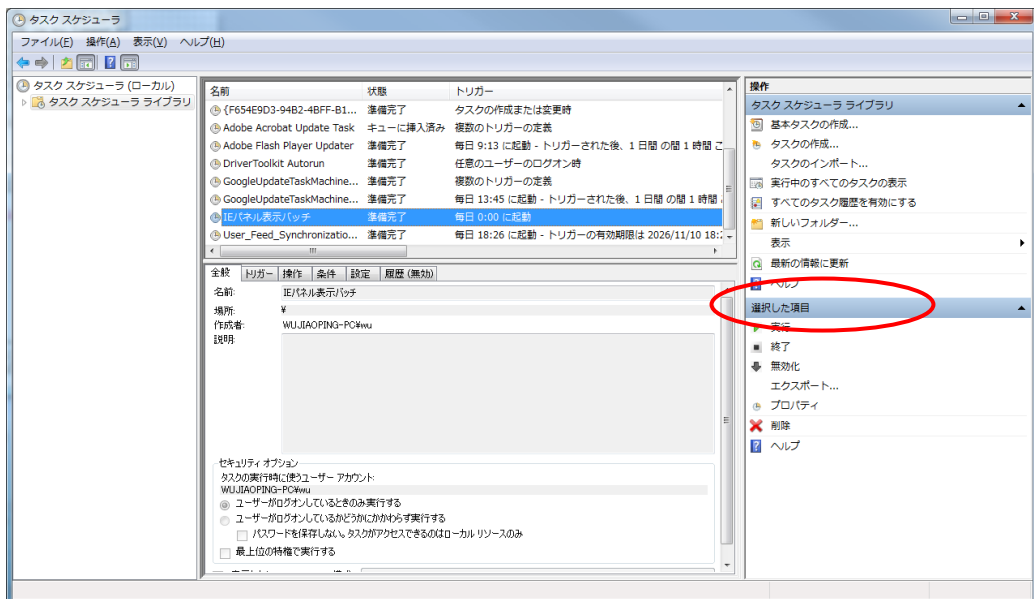 タスク スケジューラ
ファイル(F) 操作(A) 表示(V) ヘルプ(H)
タスク スケジューラ (ローカル)
タスク スケジューラ ライブラリ
名前 状態 トリガー
{F654E9D3-94B2-4BFF-B1... 準備完了 タスクの作成または変更時
Adobe Acrobat Update Task キューに挿入済み 複数のトリガーの定義
Adobe Flash Player Updater 準備完了 毎日 9:13 に起動 - トリガーされた後、1 日間 の間 1 時間 ご
DriverToolkit Autorun 準備完了 任意のユーザーのログオン時
GoogleUpdateTaskMachine... 準備完了 複数のトリガーの定義
GoogleUpdateTaskMachine... 準備完了 毎日 13:45 に起動 - トリガーされた後、1 日間 の間 1 時間
IEパネル表示バッチ 準備完了 毎日 0:00 に起動
User_Feed_Synchronizatio... 準備完了 毎日 18:26 に起動 - トリガーの有効期限は 2026/11/10 18:
全般 トリガー 操作 条件 設定 履歴 (無効)
名前: IEパネル表示バッチ
場所: ¥
作成者: WUJIAOPING-PC¥wu
説明:
セキュリティ オプション
タスクの実行時に使うユーザー アカウント:
WUJIAOPING-PC¥wu
ユーザーがログオンしているときのみ実行する
ユーザーがログオンしているかどうかにかかわらず実行する
パスワードを保存しない。タスクがアクセスできるのはローカル リソースのみ
最上位の特権で実行する
操作
タスク スケジューラ ライブラリ
基本タスクの作成...
タスクの作成...
タスクのインポート...
実行中のすべてのタスクの表示
すべてのタスク履歴を有効にする
新しいフォルダー...
表示
最新の情報に更新
ヘルプ
選択した項目
実行
終了
無効化
エクスポート...
プロパティ
削除
ヘルプ